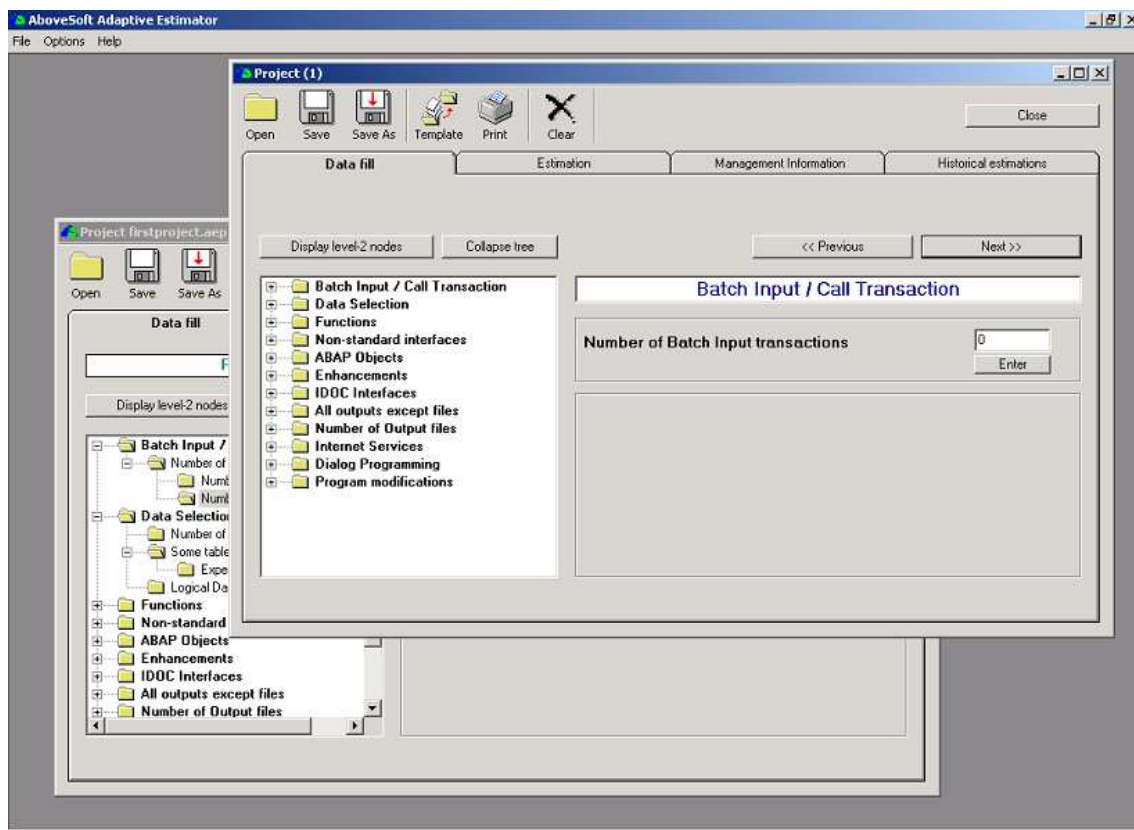 AboveSoft Adaptive Estimator
File Options Help
Project (1)
Open Save Save As Template Print Clear
Close
Data fill Estimation Management Information Historical estimations
Display level-2 nodes Collapse tree << Previous Next >>
Batch Input / Call Transaction
Data Selection
Functions
Non-standard interfaces
ABAP Objects
Enhancements
IDOC Interfaces
All outputs except files
Number of Output files
Internet Services
Dialog Programming
Program modifications
Batch Input / Call Transaction
Number of Batch Input transactions 0
Enter
Project firstproject.aep
Open Save Save As
Data fill
F
Display level-2 nodes
Batch Input /
Number of
Numb
Numb
Data Selection
Number of
Some table
Expe
Logical Da
Functions
Non-standard
ABAP Objects
Enhancements
IDOC Interfaces
All outputs except files
Number of Output files